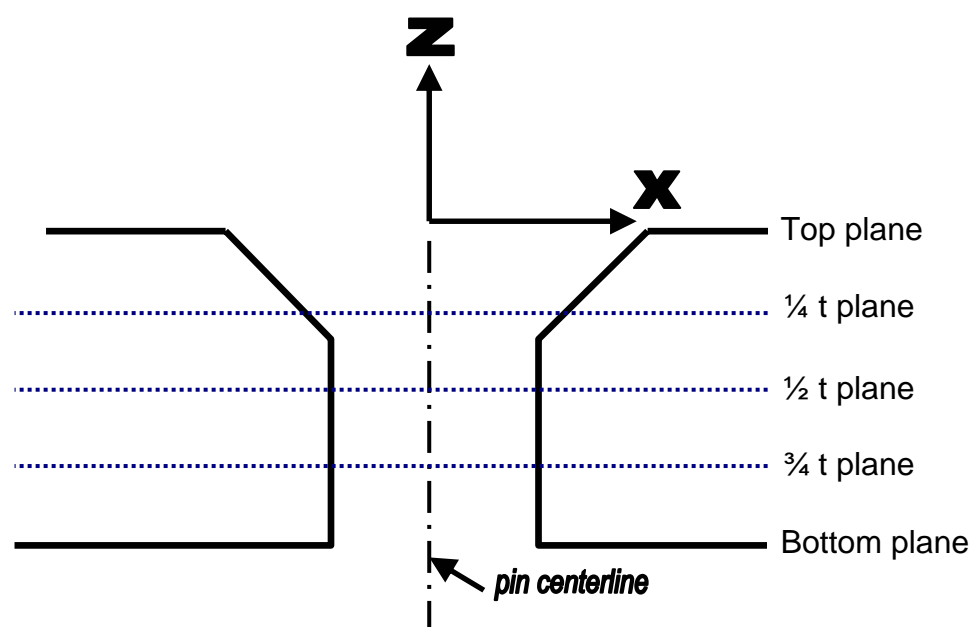 Z
X
Top plane
¼ t plane
½ t plane
¾ t plane
Bottom plane
pin centerline